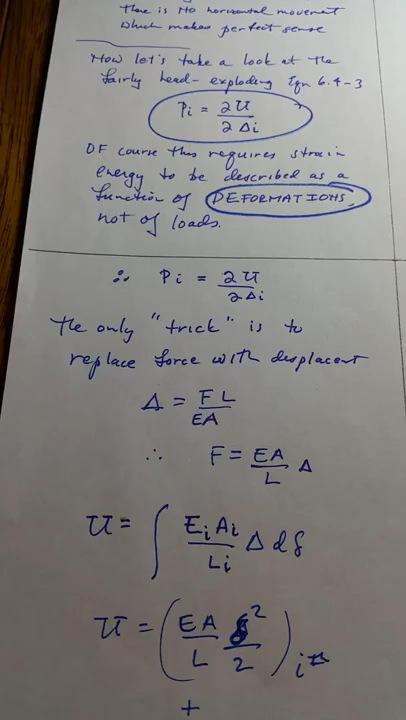 there is NO horizontal movement
which makes perfect sense
Now let's take a look at the
fairly head-exploding Eqn 6.4-3
Pi = ∂U / ∂Δi
OF course this requires strain
energy to be described as a
function of DEFORMATIONS,
not of loads.
∴ Pi = ∂U / ∂Δi
The only "trick" is to
replace force with displacent
Δ = FL / EA
∴ F = EA / L Δ
U = ∫ EiAi / Li Δ dδ
U = (EA / L δ² / 2) ith
+